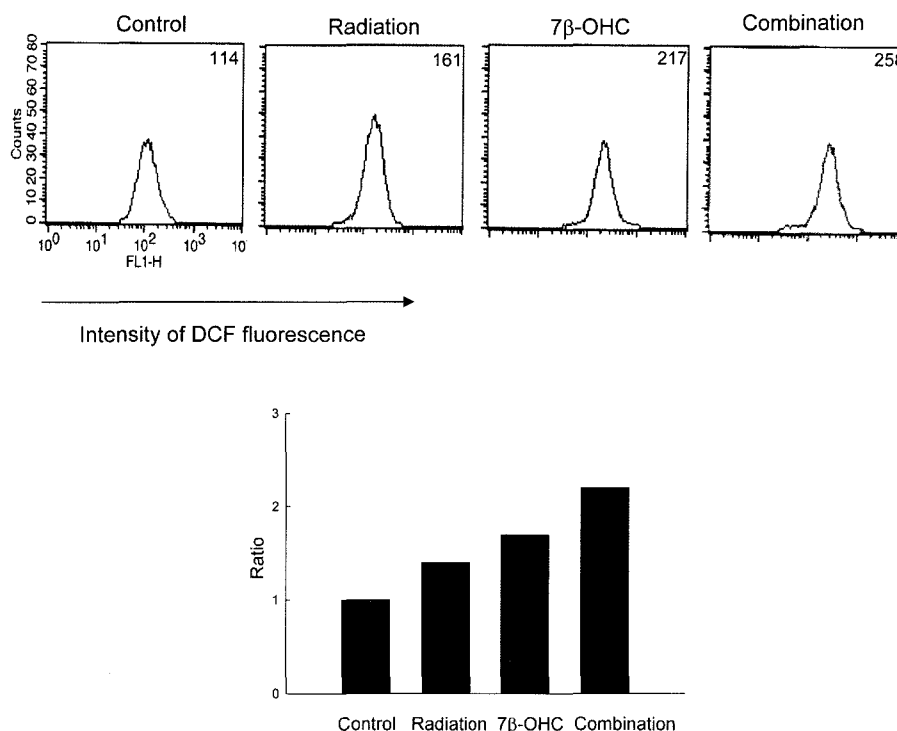 Control Radiation 7β-OHC Combination
114 161 217 258
80
70
60
50
40
30
20
10
0
Counts
10⁰ 10¹ 10² 10³ 10
FL1-H
Intensity of DCF fluorescence
3
2
1
0
Ratio
Control Radiation 7β-OHC Combination